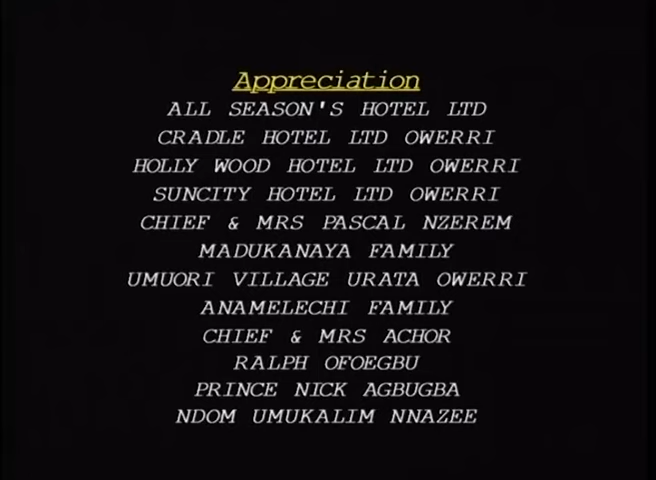 Appreciation
ALL SEASON'S HOTEL LTD
CRADLE HOTEL LTD OWERRI
HOLLY WOOD HOTEL LTD OWERRI
SUNCITY HOTEL LTD OWERRI
CHIEF & MRS PASCAL NZEREM
MADUKANAYA FAMILY
UMUORI VILLAGE URATA OWERRI
ANAMELECHI FAMILY
CHIEF & MRS ACHOR
RALPH OFOEGBU
PRINCE NICK AGBUGBA
NDOM UMUKALIM NNAZEE